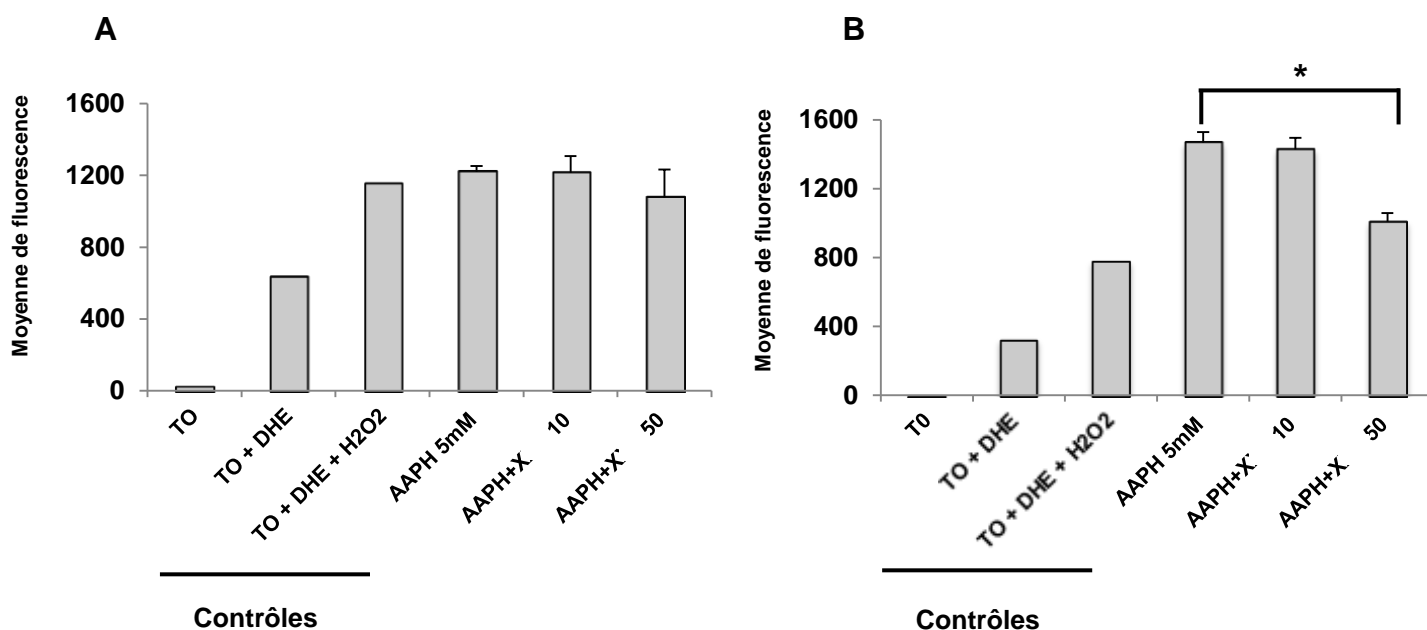 A
Moyenne de fluorescence
1600
1200
800
400
0
TO
TO + DHE
TO + DHE + H2O2
AAPH 5mM
AAPH+X. 10
AAPH+X. 50
Contrôles
B
*
Moyenne de fluorescence
1600
1200
800
400
0
T0
TO + DHE
TO + DHE + H2O2
AAPH 5mM
AAPH+X. 10
AAPH+X. 50
Contrôles